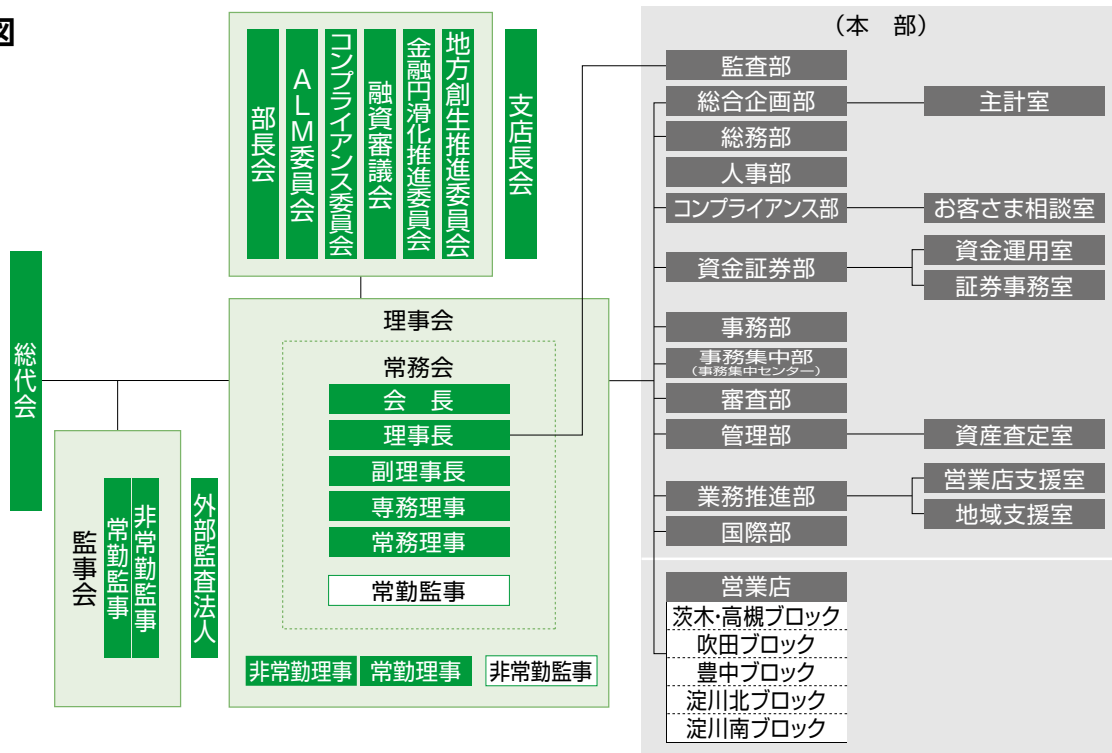 図
総代会
監事会
常勤監事
非常勤監事
外部監査法人
部長会
ALM委員会
コンプライアンス委員会
融資審議会
金融円滑化推進委員会
地方創生推進委員会
支店長会
理事会
常務会
会　長
理事長
副理事長
専務理事
常務理事
常勤監事
非常勤理事
常勤理事
非常勤監事
（本　部）
監査部
総合企画部
主計室
総務部
人事部
コンプライアンス部
お客さま相談室
資金証券部
資金運用室
証券事務室
事務部
事務集中部
（事務集中センター）
審査部
管理部
資産査定室
業務推進部
営業店支援室
地域支援室
国際部
営業店
茨木・高槻ブロック
吹田ブロック
豊中ブロック
淀川北ブロック
淀川南ブロック